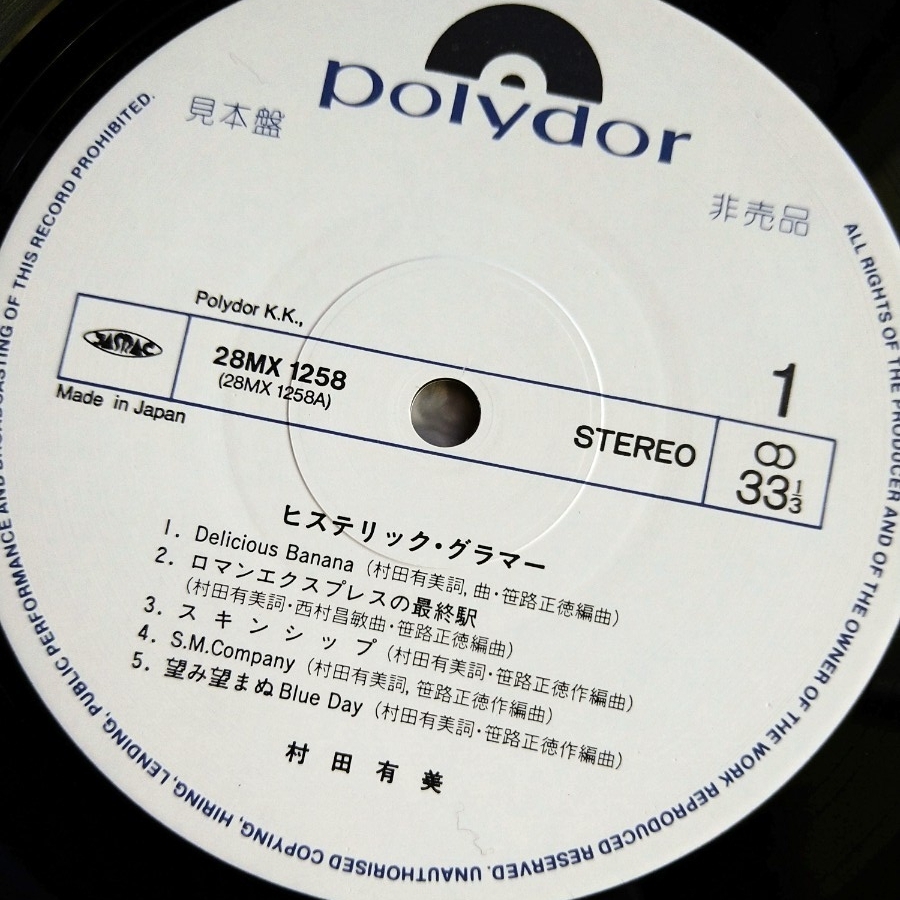 polydor
見本盤
非売品
Polydor K.K.,
JASRAC
28MX 1258
(28MX 1258A)
Made in Japan
STEREO
1
33 1/3
ヒステリック・グラマー
1. Delicious Banana (村田有美詞, 曲・笹路正徳編曲)
2. ロマンエクスプレスの最終駅
(村田有美詞・西村昌敏曲・笹路正徳編曲)
3. スキンシップ (村田有美詞・笹路正徳作編曲)
4. S.M.Company (村田有美詞, 笹路正徳作編曲)
5. 望み望まぬ Blue Day (村田有美詞・笹路正徳作編曲)
村田有美
ALL RIGHTS OF THE PRODUCER AND OF THE OWNER OF THE WORK REPRODUCED RESERVED. UNAUTHORISED COPYING, HIRING, LENDING, PUBLIC PERFORMANCE AND BROADCASTING OF THIS RECORD PROHIBITED.